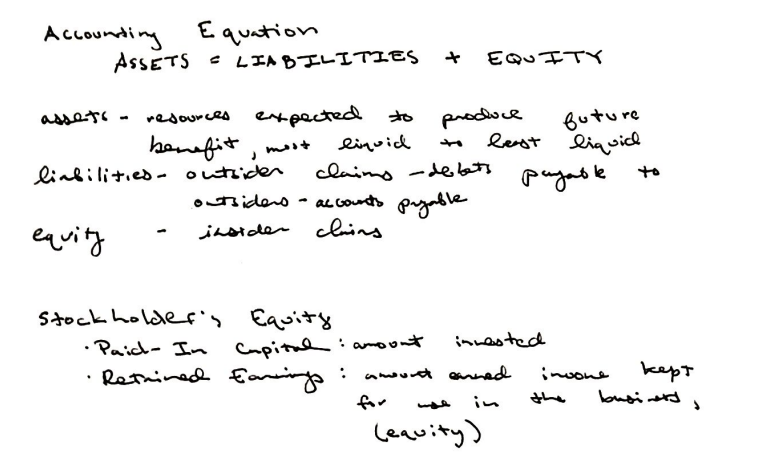 Accounting Equation
ASSETS = LIABILITIES + EQUITY
assets - resources expected to produce future
benefit, most liquid to least liquid
liabilities - outsider claims - debts payable to
outsiders - accounts payable
equity - insider claims
Stockholder's Equity
· Paid-In Capital : amount invested
· Retained Earnings : amount earned income kept
for use in the business,
(equity)